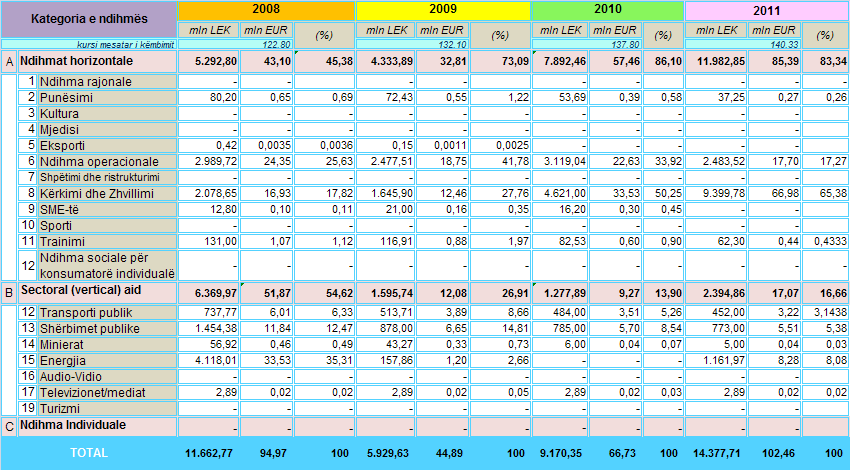 Kategoria e ndihmës 2008 2009 2010 2011
mln LEK mln EUR (%) mln LEK mln EUR (%) mln LEK mln EUR (%) mln LEK mln EUR (%)
kursi mesatar i këmbimit 122.80 132.10 137.80 140.33
A Ndihmat horizontale 5.292,80 43,10 45,38 4.333,89 32,81 73,09 7.892,46 57,46 86,10 11.982,85 85,39 83,34
1 Ndihma rajonale - - - - - - - - - - - -
2 Punësimi 80,20 0,65 0,69 72,43 0,55 1,22 53,69 0,39 0,58 37,25 0,27 0,26
3 Kultura - - - - - - - - - - - -
4 Mjedisi - - - - - - - - - - - -
5 Eksporti 0,42 0,0035 0,0036 0,15 0,0011 0,0025 - - - - - -
6 Ndihma operacionale 2.989,72 24,35 25,63 2.477,51 18,75 41,78 3.119,04 22,63 33,92 2.483,52 17,70 17,27
7 Shpëtimi dhe ristrukturimi - - - - - - - - - - - -
8 Kërkimi dhe Zhvillimi 2.078,65 16,93 17,82 1.645,90 12,46 27,76 4.621,00 33,53 50,25 9.399,78 66,98 65,38
9 SME-të 12,80 0,10 0,11 21,00 0,16 0,35 16,20 0,30 0,45 - - -
10 Sporti - - - - - - - - - - - -
11 Trainimi 131,00 1,07 1,12 116,91 0,88 1,97 82,53 0,60 0,90 62,30 0,44 0,4333
12 Ndihma sociale për
konsumatorë individualë - - - - - - - - - - - -
B Sectoral (vertical) aid 6.369,97 51,87 54,62 1.595,74 12,08 26,91 1.277,89 9,27 13,90 2.394,86 17,07 16,66
12 Transporti publik 737,77 6,01 6,33 513,71 3,89 8,66 484,00 3,51 5,26 452,00 3,22 3,1438
13 Shërbimet publike 1.454,38 11,84 12,47 878,00 6,65 14,81 785,00 5,70 8,54 773,00 5,51 5,38
14 Minierat 56,92 0,46 0,49 43,27 0,33 0,73 6,00 0,04 0,07 5,00 0,04 0,03
15 Energjia 4.118,01 33,53 35,31 157,86 1,20 2,66 - - - 1.161,97 8,28 8,08
16 Audio-Vidio - - - - - - - - - - - -
17 Televizionet/mediat 2,89 0,02 0,02 2,89 0,02 0,05 2,89 0,02 0,03 2,89 0,02 0,02
19 Turizmi - - - - - - - - - - - -
C Ndihma Individuale - - - - - - - - - - - -
TOTAL 11.662,77 94,97 100 5.929,63 44,89 100 9.170,35 66,73 100 14.377,71 102,46 100